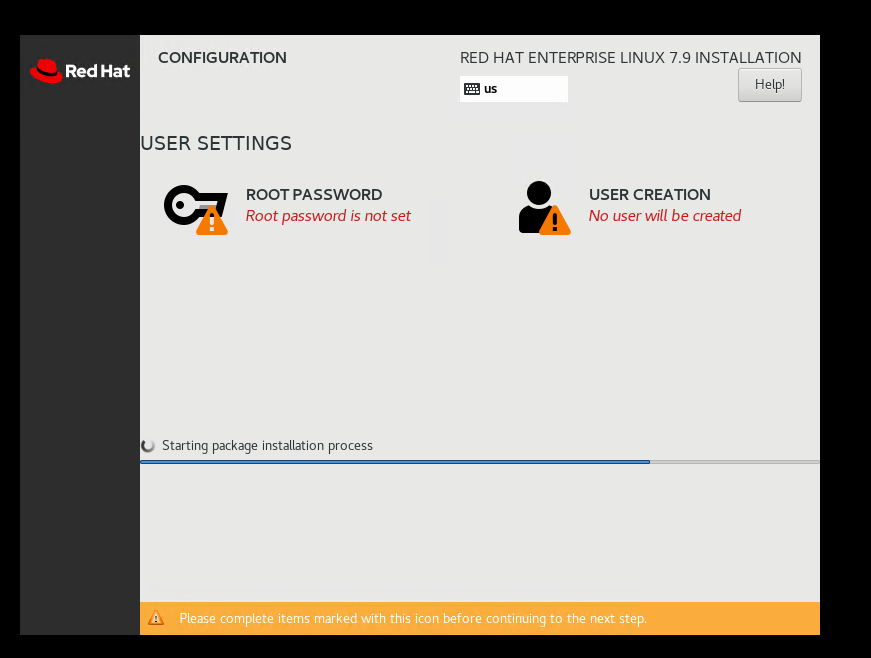 Red Hat
CONFIGURATION
RED HAT ENTERPRISE LINUX 7.9 INSTALLATION
us
Help!
USER SETTINGS
ROOT PASSWORD
Root password is not set
USER CREATION
No user will be created
Starting package installation process
Please complete items marked with this icon before continuing to the next step.